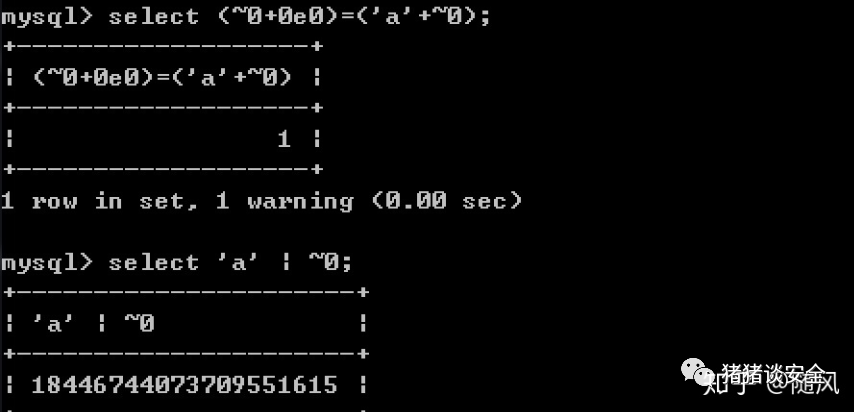 mysql> select (~0+0e0)=('a'+~0);
+-------------------+
| (~0+0e0)=('a'+~0) |
+-------------------+
|                 1 |
+-------------------+
1 row in set, 1 warning (0.00 sec)
mysql> select 'a' | ~0;
+----------------------+
| 'a' | ~0             |
+----------------------+
| 18446744073709551615 |
猪猪谈安全
知乎 @随风